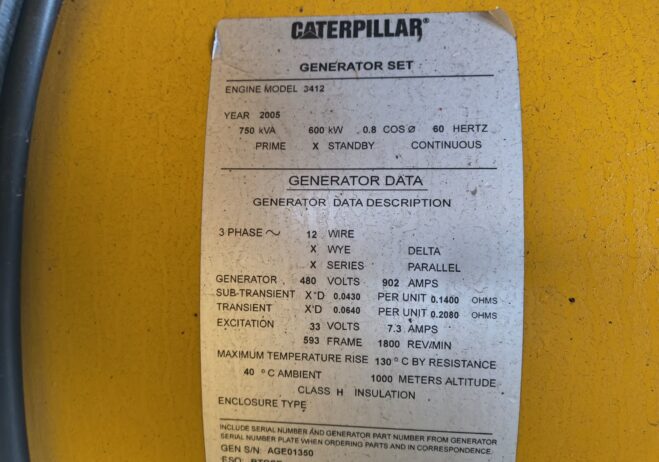 CATERPILLAR®
GENERATOR SET
ENGINE MODEL 3412
YEAR 2005
750 kVA 600 kW 0.8 COS Ø 60 HERTZ
PRIME X STANDBY CONTINUOUS
GENERATOR DATA
GENERATOR DATA DESCRIPTION
3 PHASE ~ 12 WIRE
X WYE DELTA
X SERIES PARALLEL
GENERATOR 480 VOLTS 902 AMPS
SUB-TRANSIENT X"D 0.0430 PER UNIT 0.1400 OHMS
TRANSIENT X'D 0.0640 PER UNIT 0.2080 OHMS
EXCITATION 33 VOLTS 7.3 AMPS
593 FRAME 1800 REV/MIN
MAXIMUM TEMPERATURE RISE 130 °C BY RESISTANCE
40 °C AMBIENT 1000 METERS ALTITUDE
CLASS H INSULATION
ENCLOSURE TYPE
INCLUDE SERIAL NUMBER AND GENERATOR PART NUMBER FROM GENERATOR
SERIAL NUMBER PLATE WHEN ORDERING PARTS AND IN CORRESPONDENCE.
GEN S/N: AGE01350